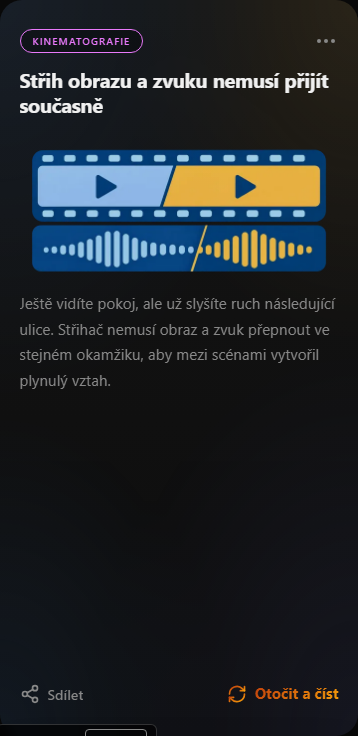 KINEMATOGRAFIE
Střih obrazu a zvuku nemusí přijít
současně
Ještě vidíte pokoj, ale už slyšíte ruch následující
ulice. Střihač nemusí obraz a zvuk přepnout ve
stejném okamžiku, aby mezi scénami vytvořil
plynulý vztah.
Sdílet
Otočit a číst